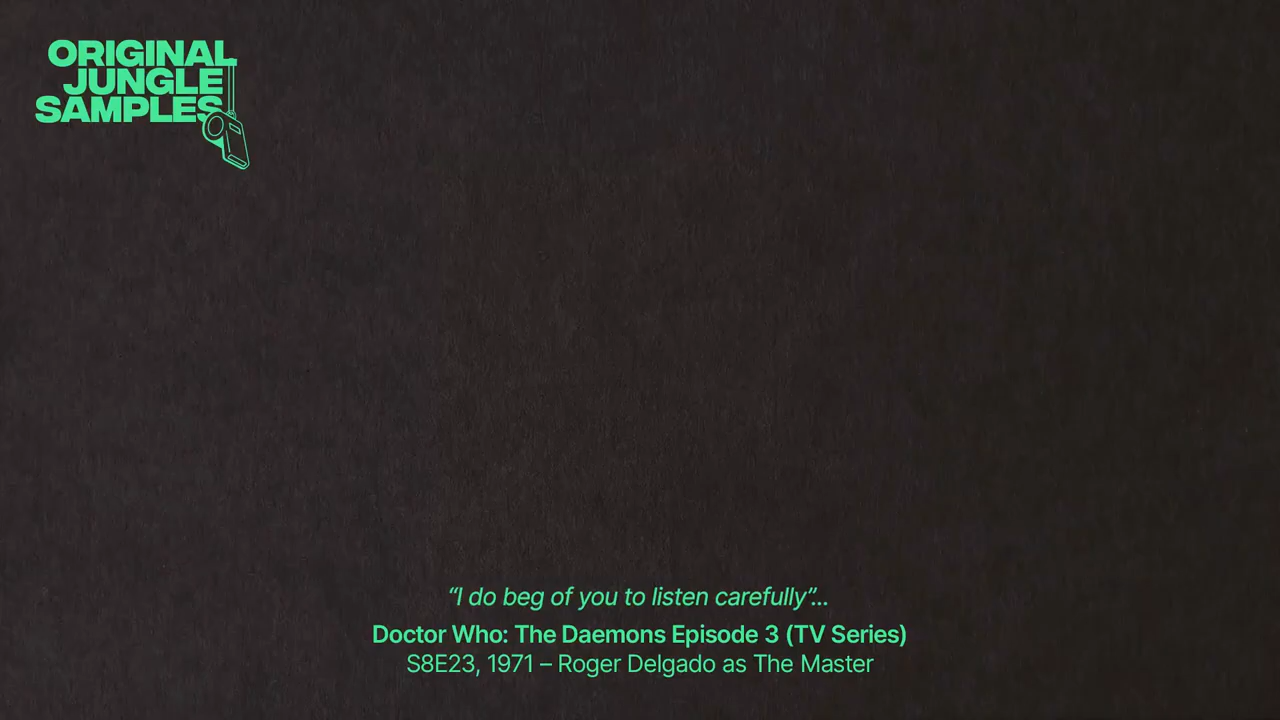 ORIGINAL
JUNGLE
SAMPLES
“I do beg of you to listen carefully”...
Doctor Who: The Daemons Episode 3 (TV Series)
S8E23, 1971 – Roger Delgado as The Master